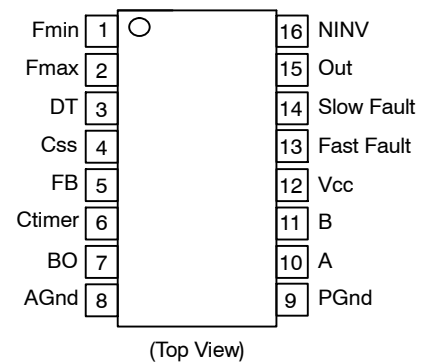 Fmin 1 16 NINV
Fmax 2 15 Out
DT 3 14 Slow Fault
Css 4 13 Fast Fault
FB 5 12 Vcc
Ctimer 6 11 B
BO 7 10 A
AGnd 8 9 PGnd
(Top View)